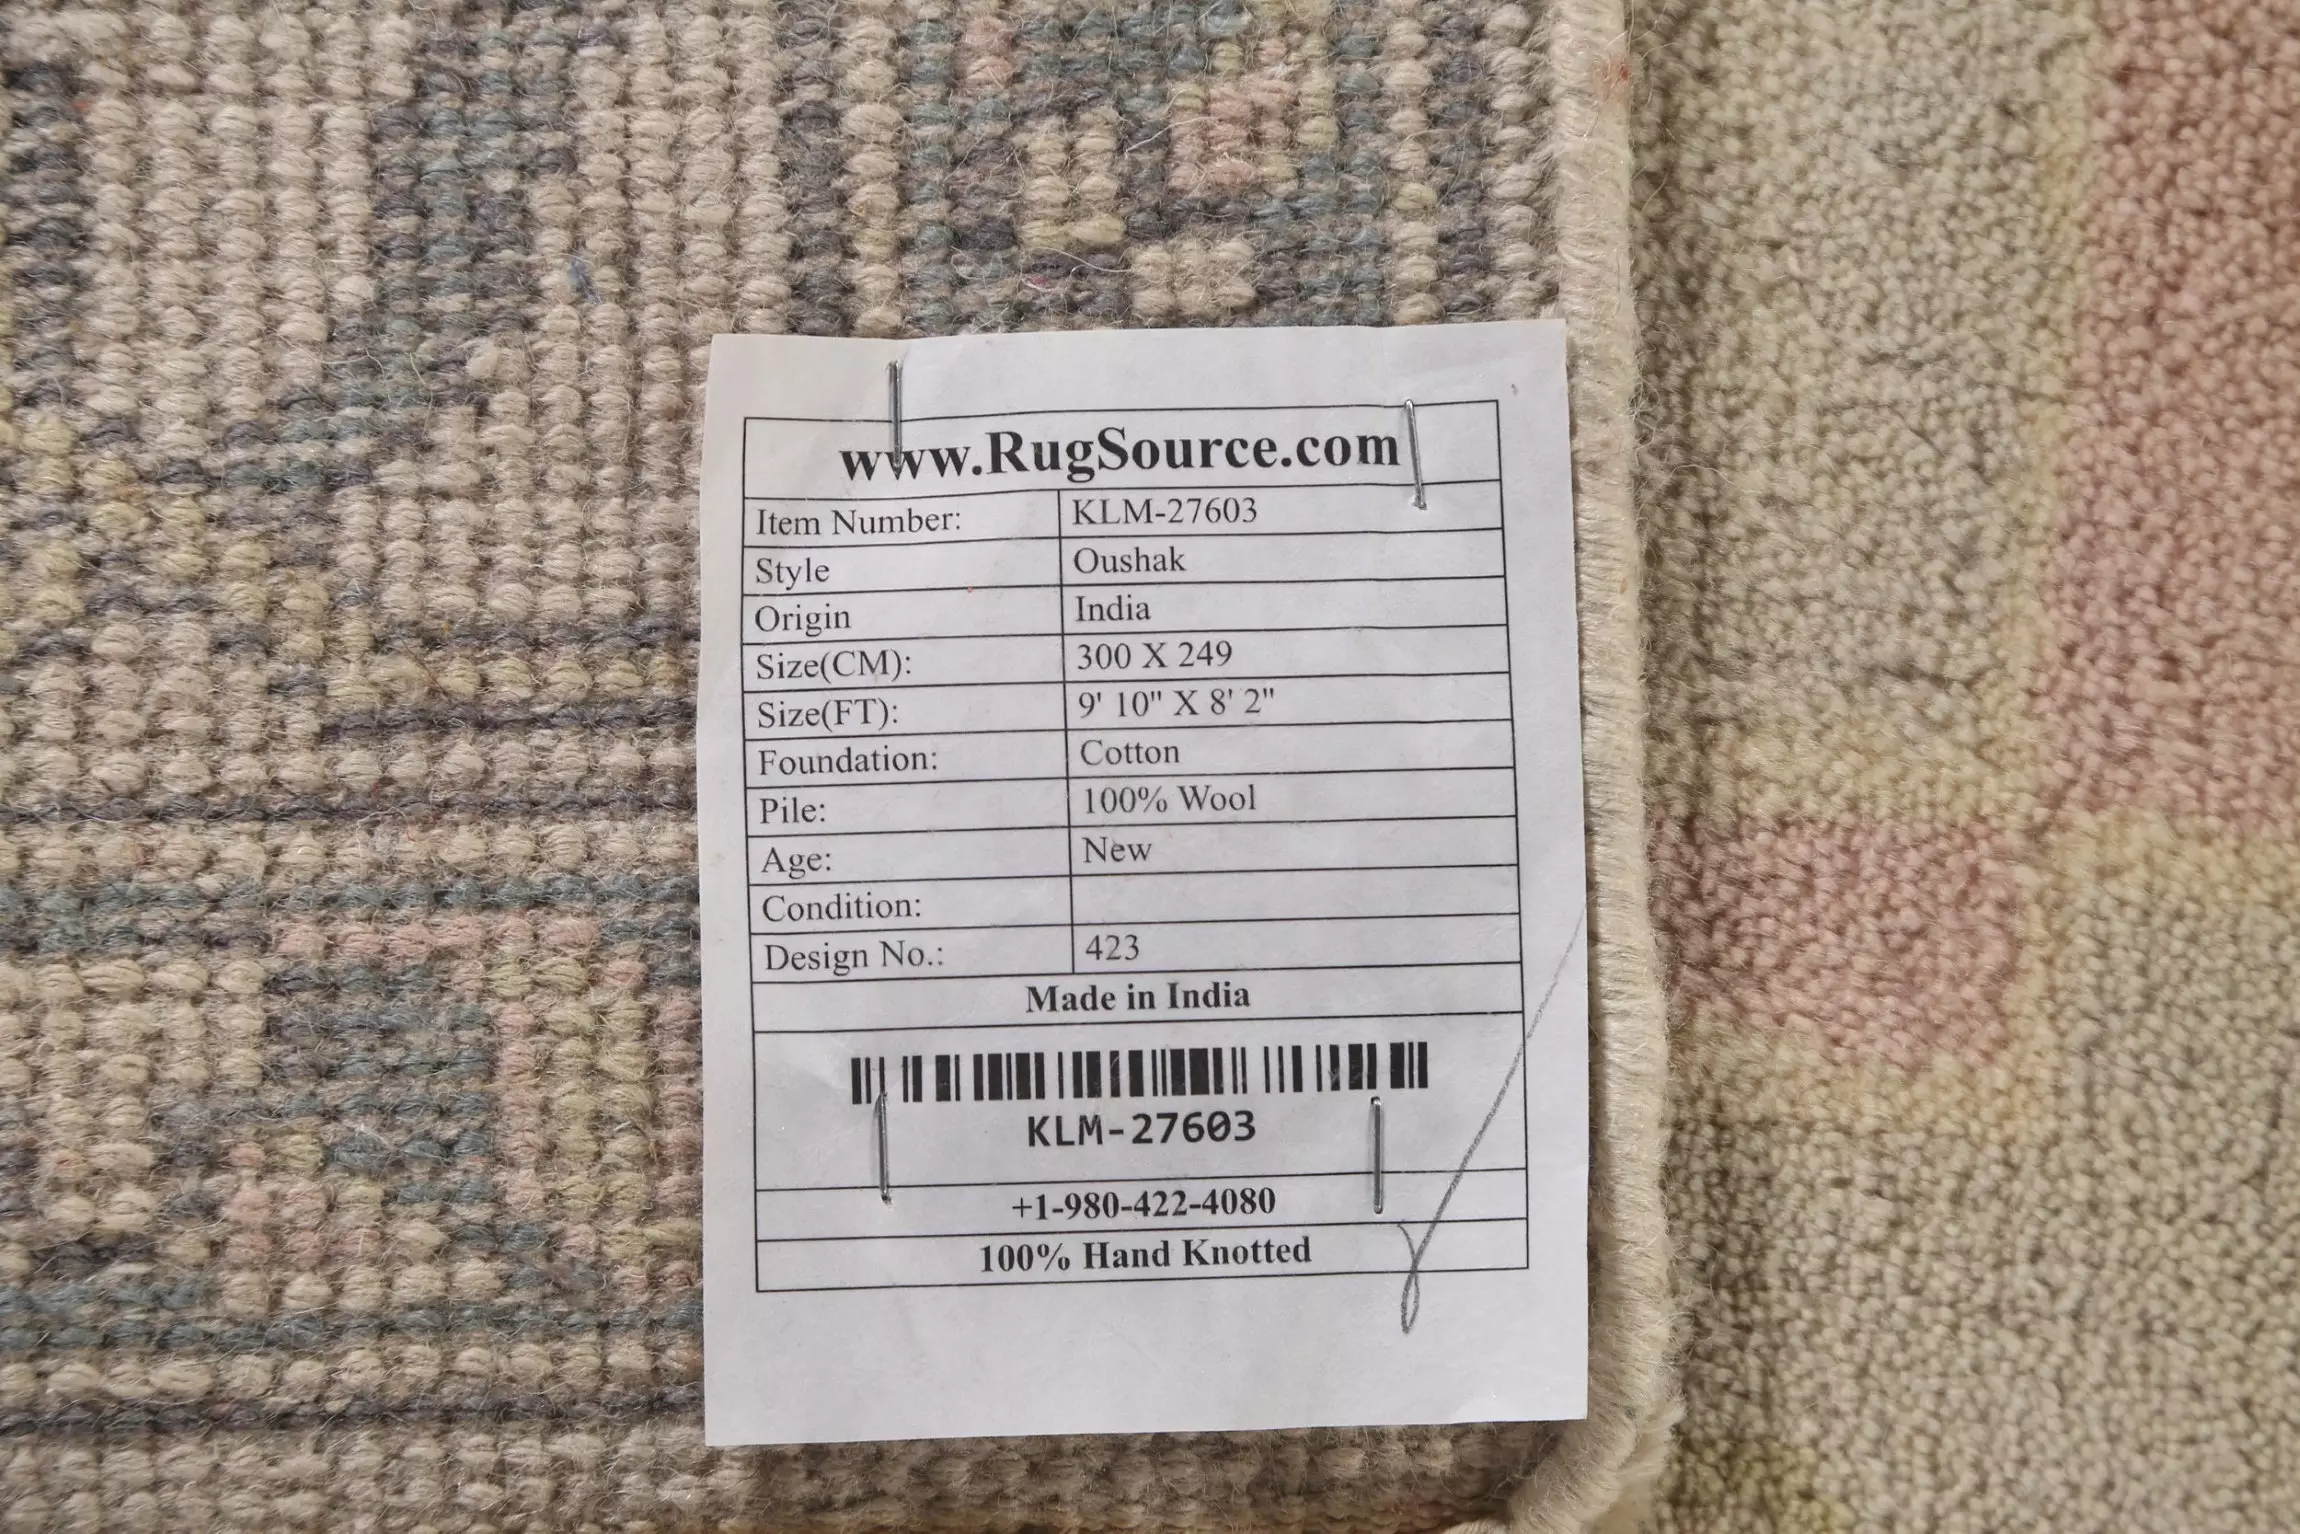 www.RugSource.com
Item Number: KLM-27603
Style Oushak
Origin India
Size(CM): 300 X 249
Size(FT): 9' 10" X 8' 2"
Foundation: Cotton
Pile: 100% Wool
Age: New
Condition:
Design No.: 423
Made in India
KLM-27603
+1-980-422-4080
100% Hand Knotted